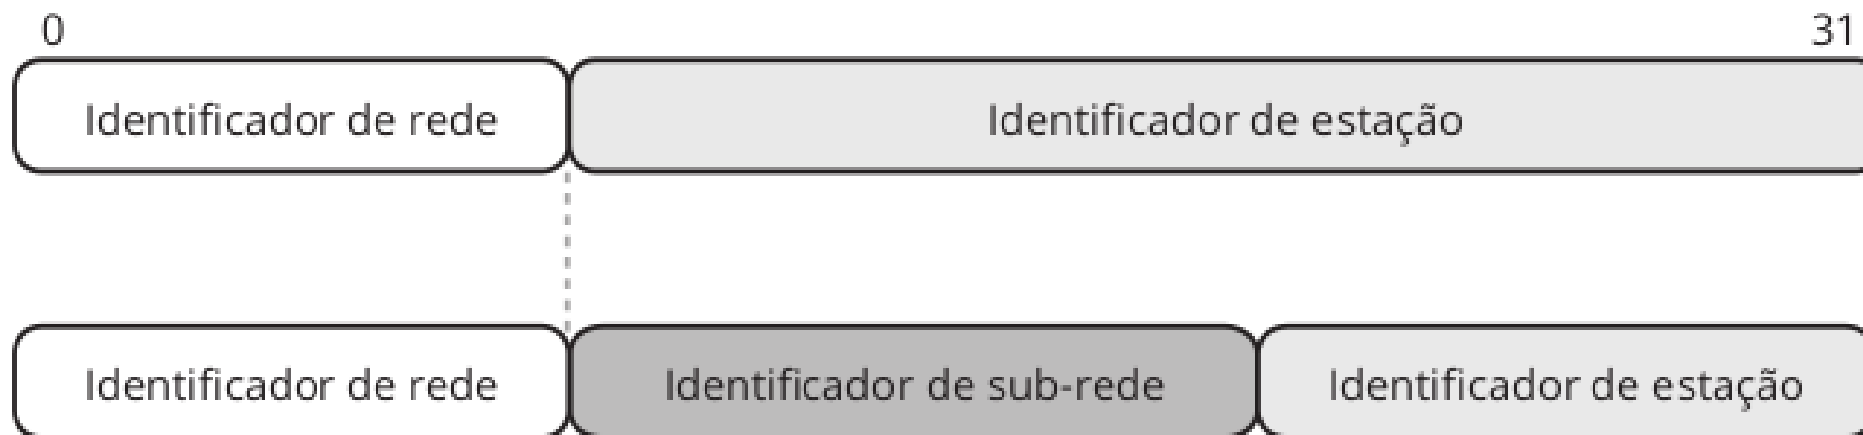 0 31
Identificador de rede Identificador de estação
Identificador de rede Identificador de sub-rede Identificador de estação